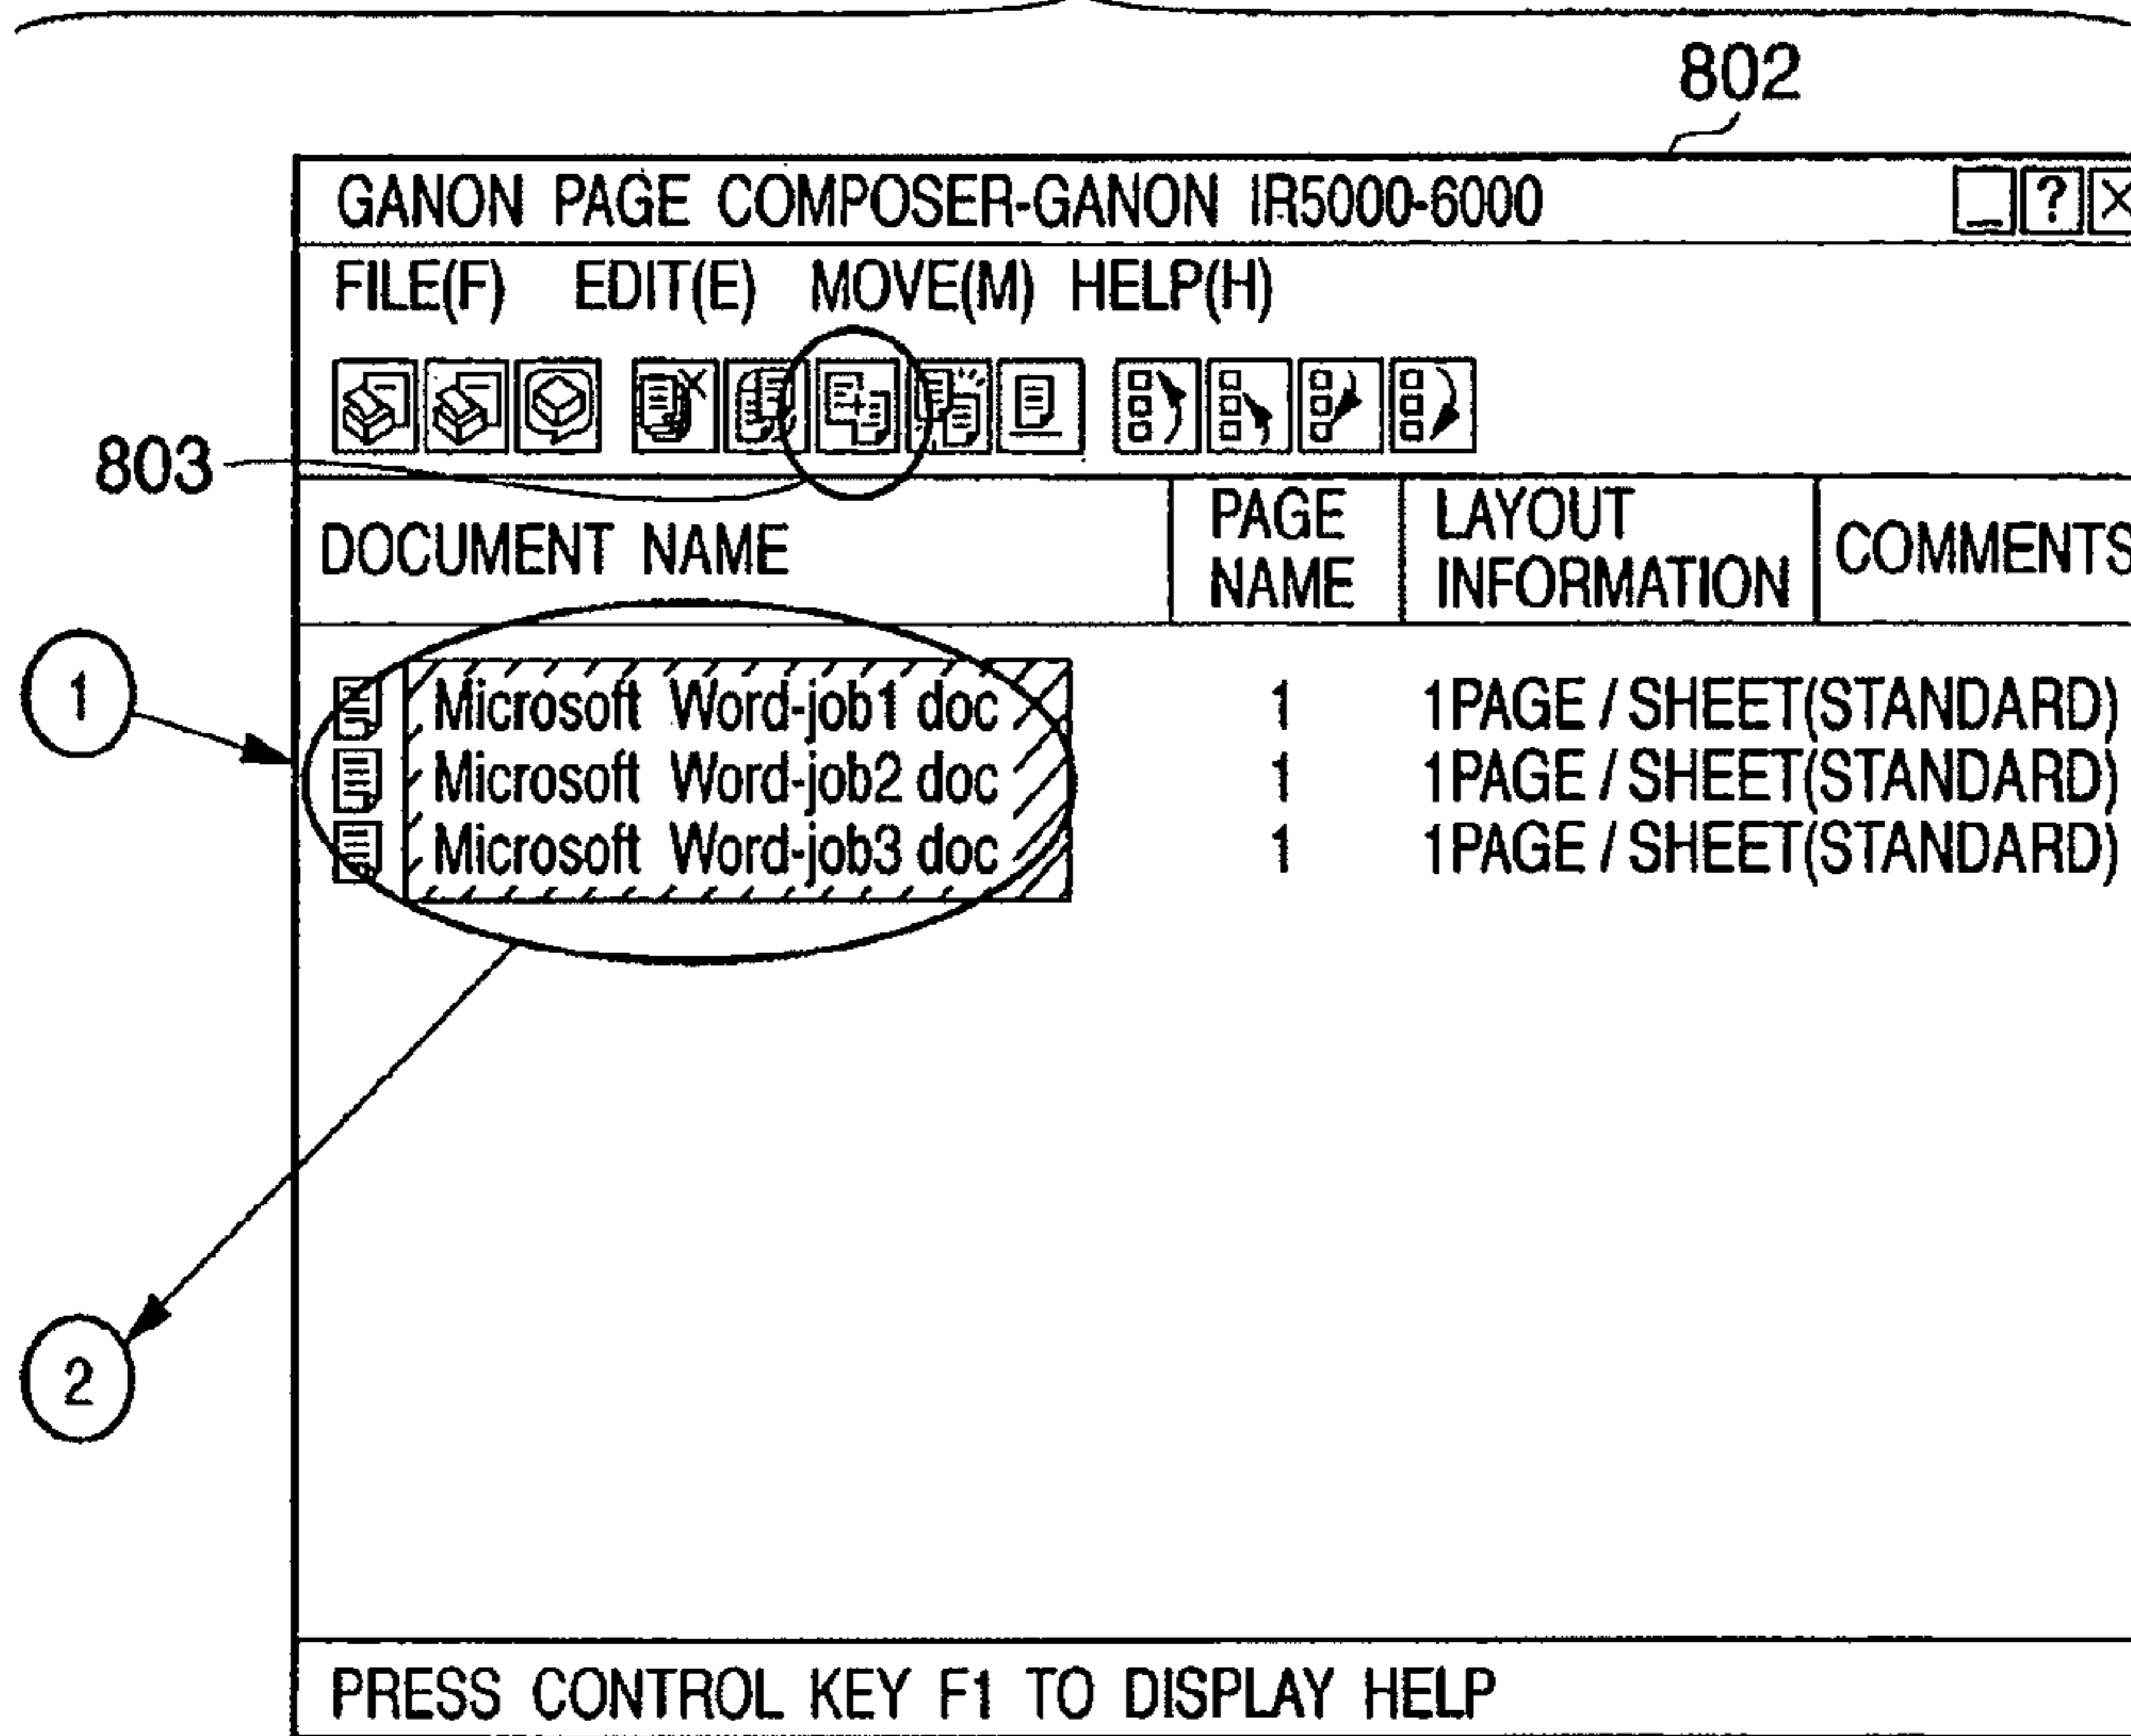 802
GANON PAGE COMPOSER-GANON IR5000-6000
FILE(F) EDIT(E) MOVE(M) HELP(H)
803
DOCUMENT NAME
PAGE
NAME
LAYOUT
INFORMATION
COMMENTS
1
Microsoft Word-job1 doc 1 1PAGE / SHEET(STANDARD)
Microsoft Word-job2 doc 1 1PAGE / SHEET(STANDARD)
Microsoft Word-job3 doc 1 1PAGE / SHEET(STANDARD)
2
PRESS CONTROL KEY F1 TO DISPLAY HELP